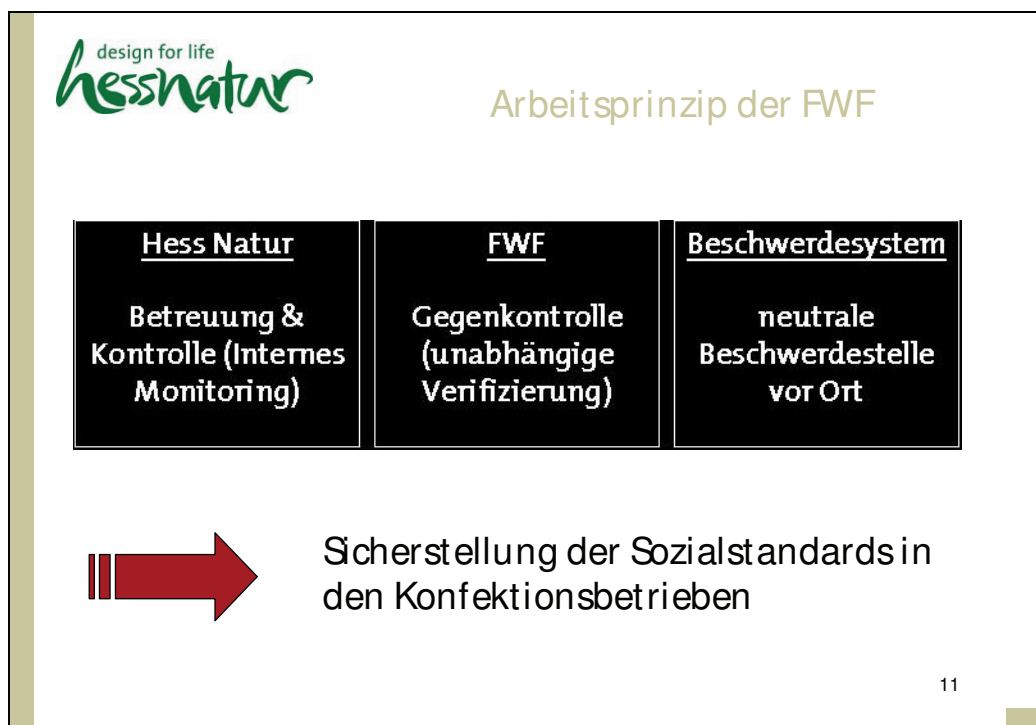 design for life
hessnatur
Arbeitsprinzip der FWF
Hess Natur
Betreuung &
Kontrolle (Internes
Monitoring)
FWF
Gegenkontrolle
(unabhängige
Verifizierung)
Beschwerdesystem
neutrale
Beschwerdestelle
vor Ort
Sicherstellung der Sozialstandards in
den Konfektionsbetrieben
11